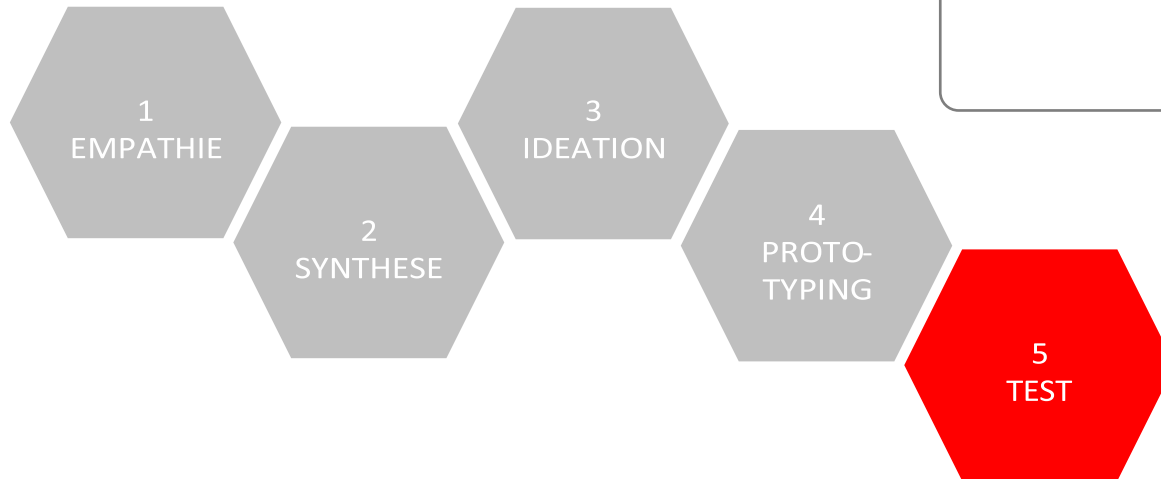 1
EMPATHIE
2
SYNTHESE
3
IDEATION
4
PROTO-
TYPING
5
TEST